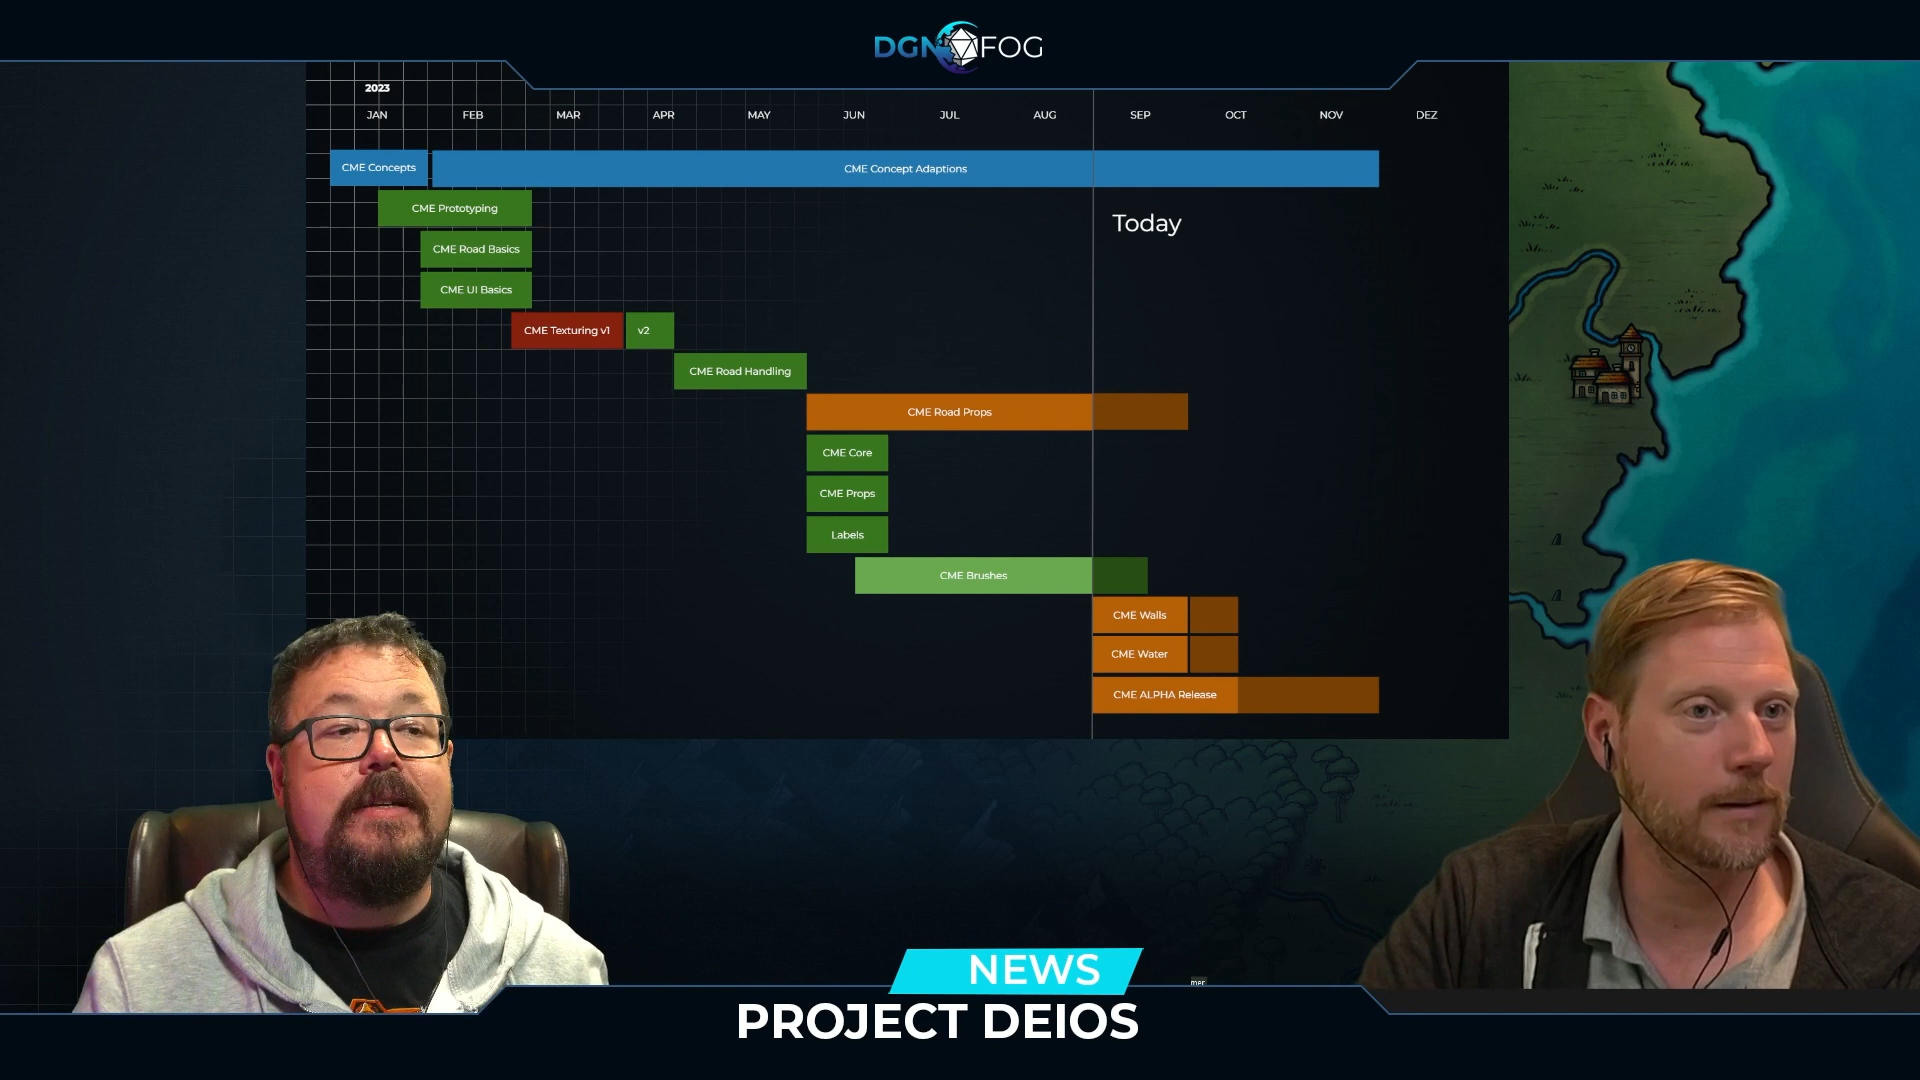 DGN FOG
2023
JAN FEB MAR APR MAY JUN JUL AUG SEP OCT NOV DEZ
CME Concepts
CME Concept Adaptions
CME Prototyping
Today
CME Road Basics
CME UI Basics
CME Texturing v1
v2
CME Road Handling
CME Road Props
CME Core
CME Props
Labels
CME Brushes
CME Walls
CME Water
CME ALPHA Release
NEWS
mer
PROJECT DEIOS